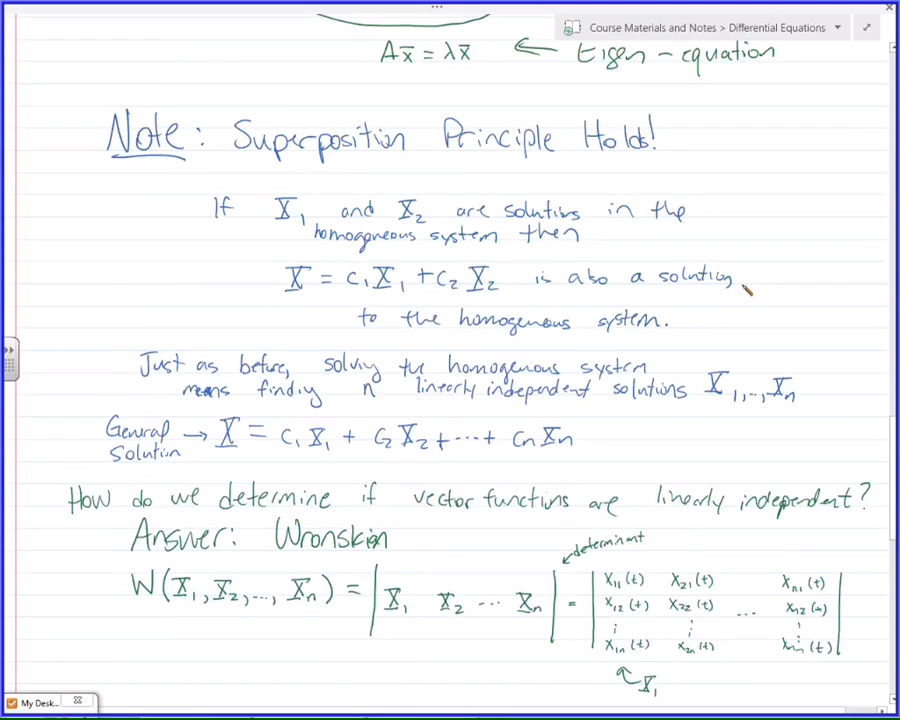 Course Materials and Notes > Differential Equations
Ax̄ = λx̄ ← Eigen-equation
Note: Superposition Principle Holds!
If X₁ and X₂ are solutions in the
homogeneous system then
X = c₁X₁ + c₂X₂ is also a solution
to the homogenous system.
Just as before, solving the homogenous system
means finding n linearly independent solutions X₁,..,Xn
General Solution → X = c₁X₁ + c₂X₂ + ··· + cnXn
How do we determine if vector functions are linearly independent?
Answer: Wronskian
determinant
W(X₁, X₂, ..., Xn) = | X₁ X₂ ··· Xn | = | x₁₁(t) x₂₁(t) xn₁(t) |
x₁₂(t) x₂₂(t) ... xn₂(t)
⋮ ⋮ ⋮
x₁n(t) x₂n(t) xnn(t)
X₁
My Desk...